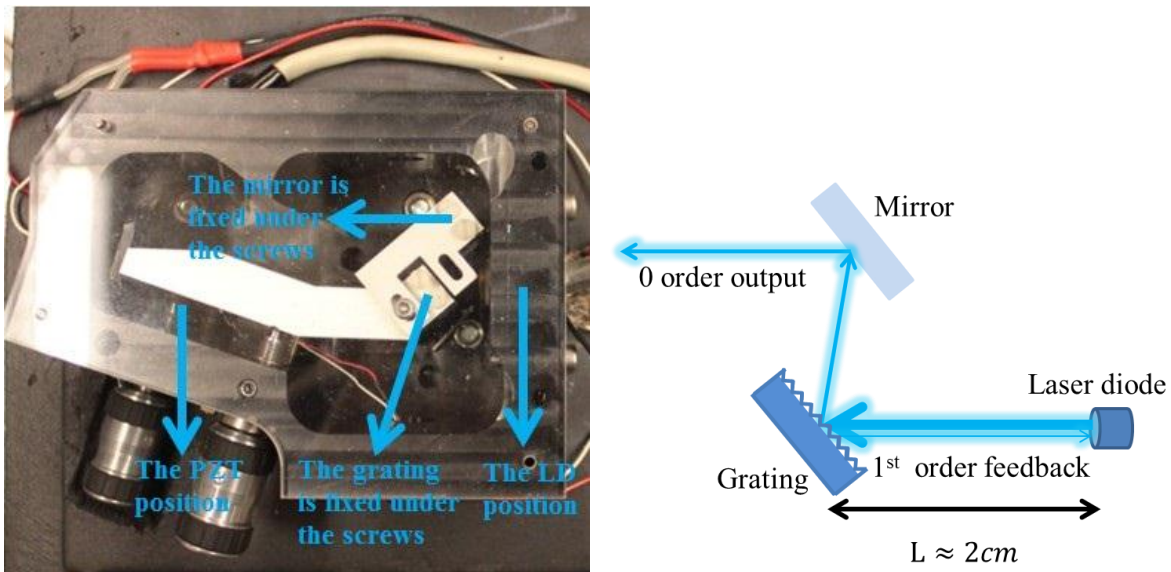 The mirror is
fixed under
the screws
The PZT
position
The grating
is fixed under
the screws
The LD
position
Mirror
0 order output
Laser diode
Grating
1st order feedback
L ≈ 2cm